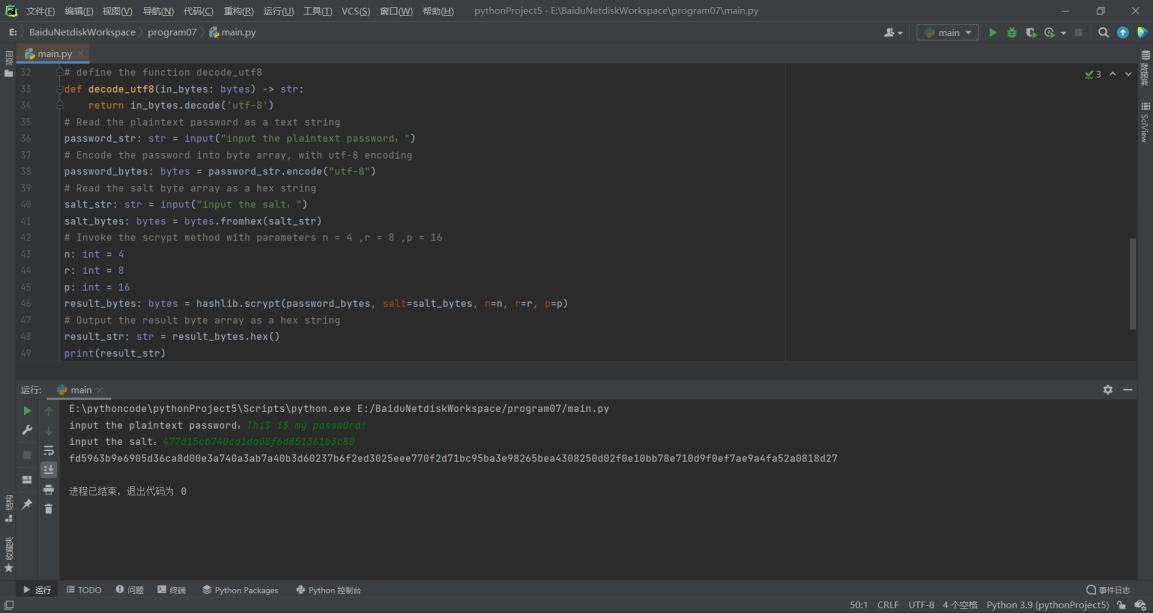 文件(F) 编辑(E) 视图(V) 导航(N) 代码(C) 重构(R) 运行(U) 工具(T) VCS(S) 窗口(W) 帮助(H) pythonProject5 - E:\BaiduNetdiskWorkspace\program07\main.py
E: BaiduNetdiskWorkspace program07 main.py main
项目
main.py
32 # define the function decode_utf8
33 def decode_utf8(in_bytes: bytes) -> str:
34 return in_bytes.decode('utf-8')
35 # Read the plaintext password as a text string
36 password_str: str = input("input the plaintext password：")
37 # Encode the password into byte array, with utf-8 encoding
38 password_bytes: bytes = password_str.encode("utf-8")
39 # Read the salt byte array as a hex string
40 salt_str: str = input("input the salt：")
41 salt_bytes: bytes = bytes.fromhex(salt_str)
42 # Invoke the scrypt method with parameters n = 4 ,r = 8 ,p = 16
43 n: int = 4
44 r: int = 8
45 p: int = 16
46 result_bytes: bytes = hashlib.scrypt(password_bytes, salt=salt_bytes, n=n, r=r, p=p)
47 # Output the result byte array as a hex string
48 result_str: str = result_bytes.hex()
49 print(result_str)
3
数据库
SciView
运行: main
E:\pythoncode\pythonProject5\Scripts\python.exe E:/BaiduNetdiskWorkspace/program07/main.py
input the plaintext password：Thi$ i$ my passw0rd!
input the salt：477d15cb740ca1da08f6d851361b3c80
fd5963b9e6905d36ca8d00e3a740a3ab7a40b3d60237b6f2ed3025eee770f2d71bc95ba3e98265bea4308250d02f0e10bb78e710d9f0ef7ae9a4fa52a0818d27
进程已结束，退出代码为 0
结构
收藏夹
运行 TODO 问题 终端 Python Packages Python 控制台 事件日志
50:1 CRLF UTF-8 4 个空格 Python 3.9 (pythonProject5)